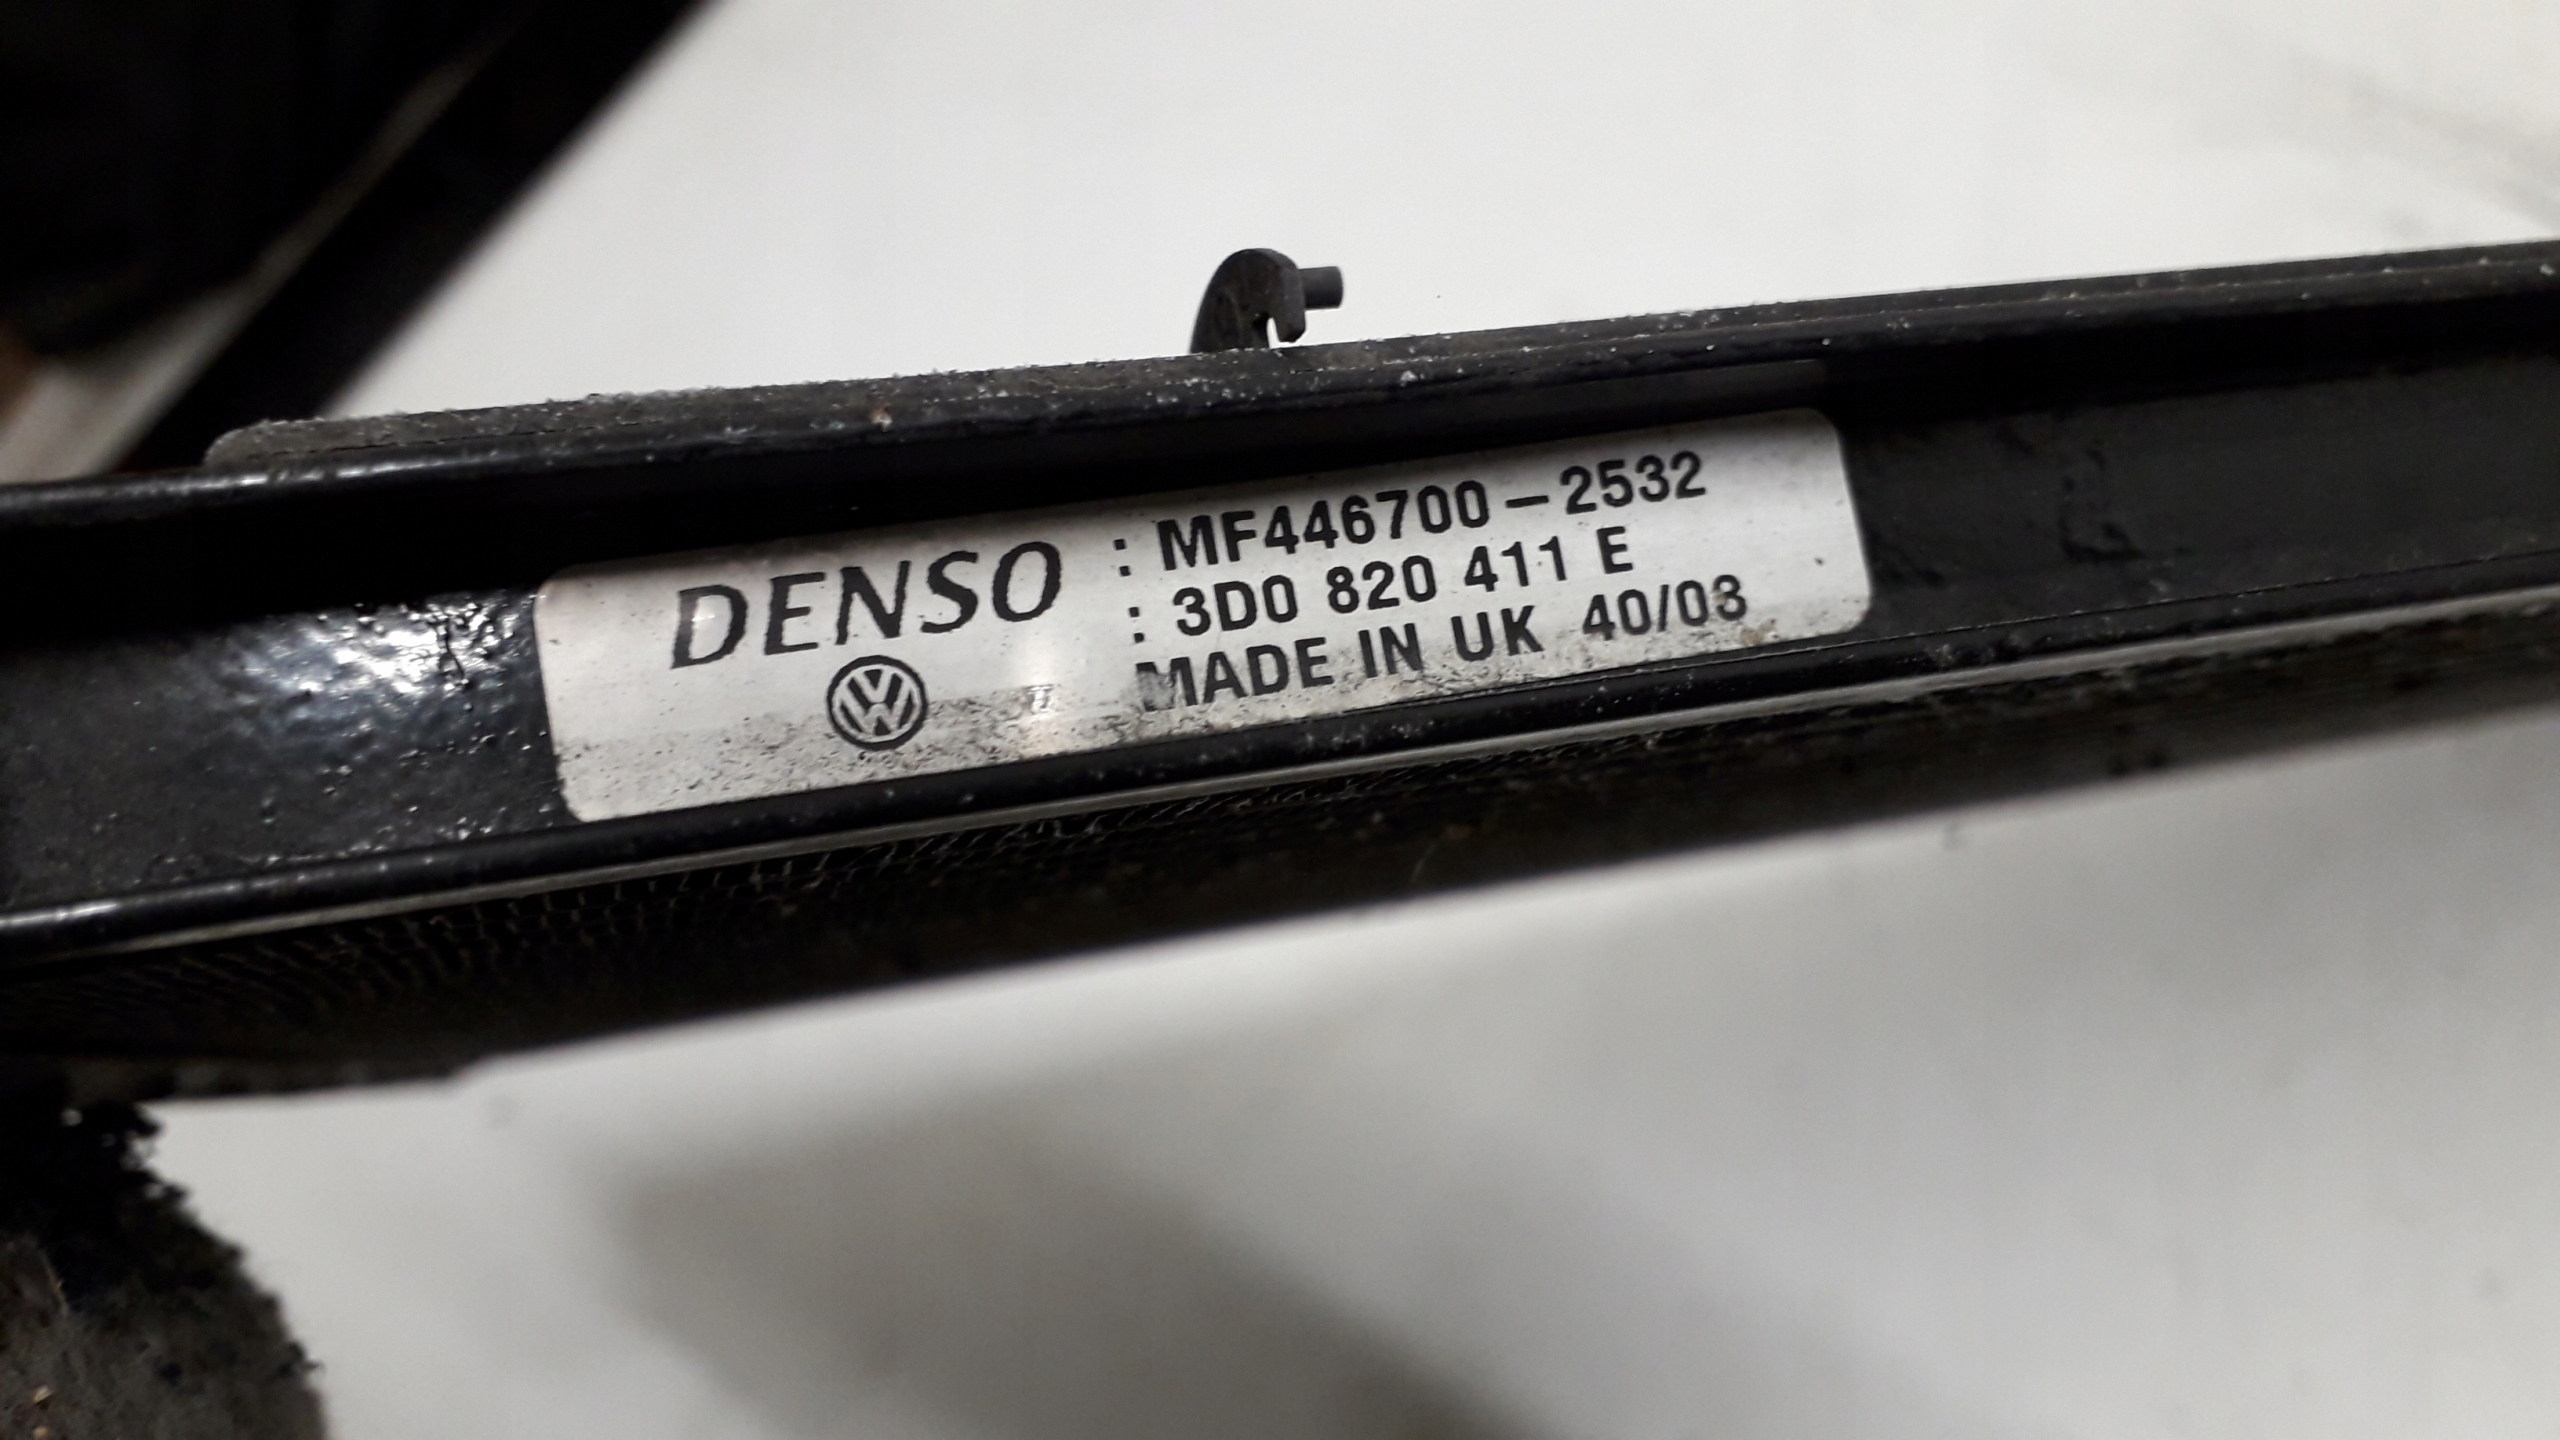 DENSO : MF446700-2532
: 3D0 820 411 E
MADE IN UK 40/03